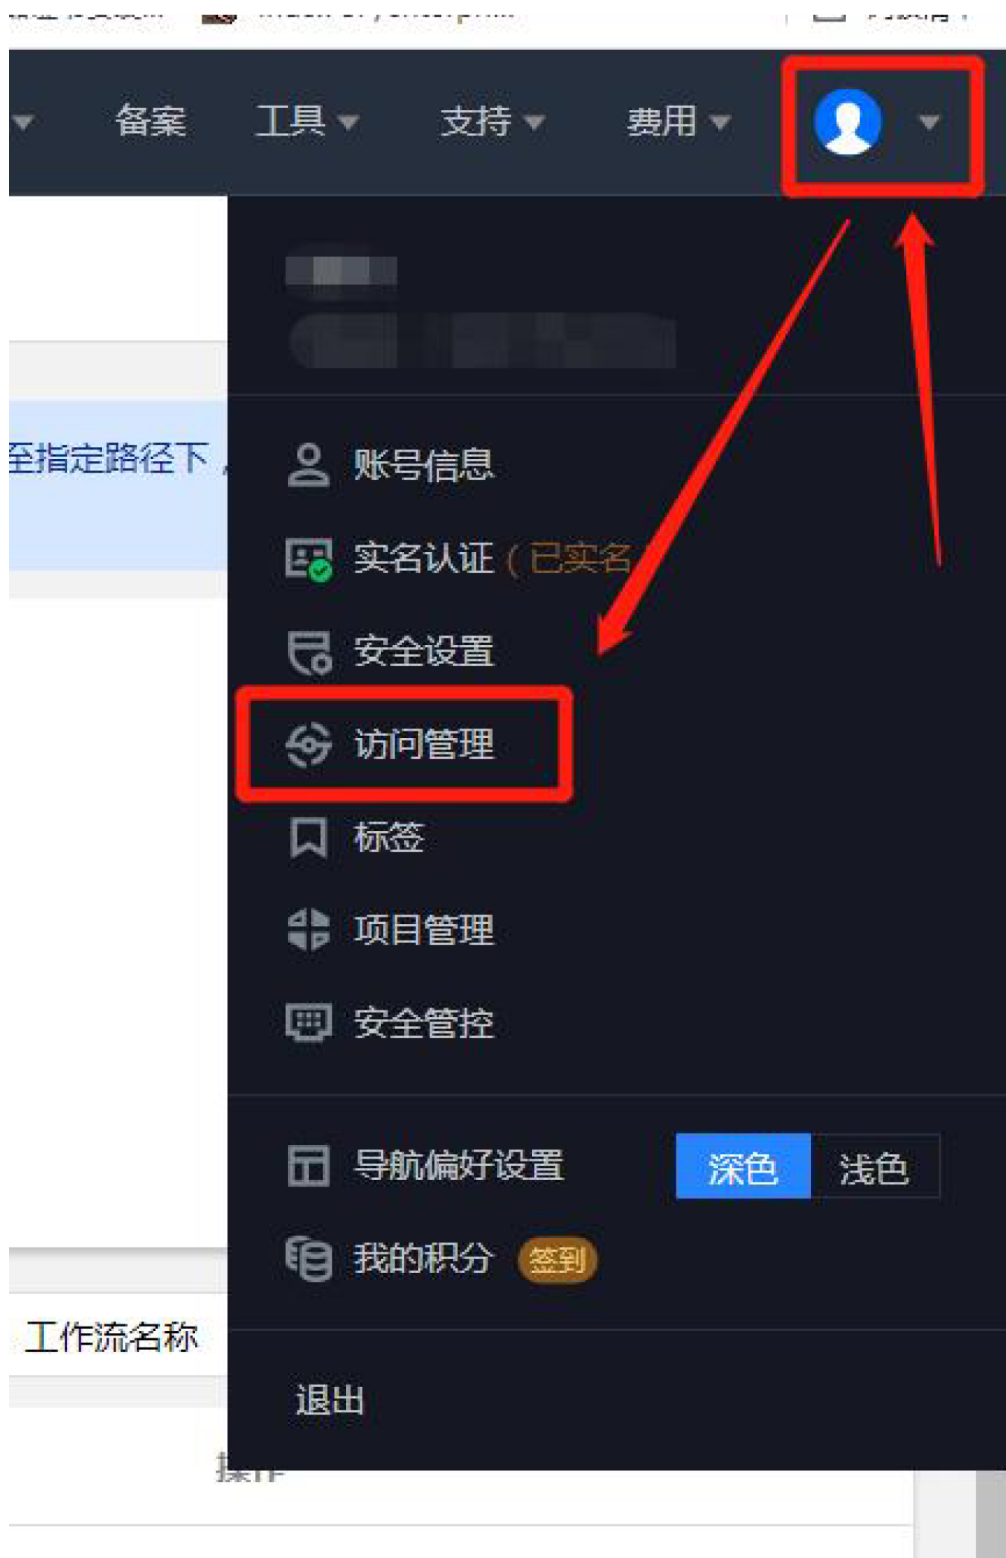 备案 工具 支持 费用
至指定路径下，
账号信息
实名认证（已实名
安全设置
访问管理
标签
项目管理
安全管控
导航偏好设置 深色 浅色
我的积分 签到
工作流名称
退出
操作